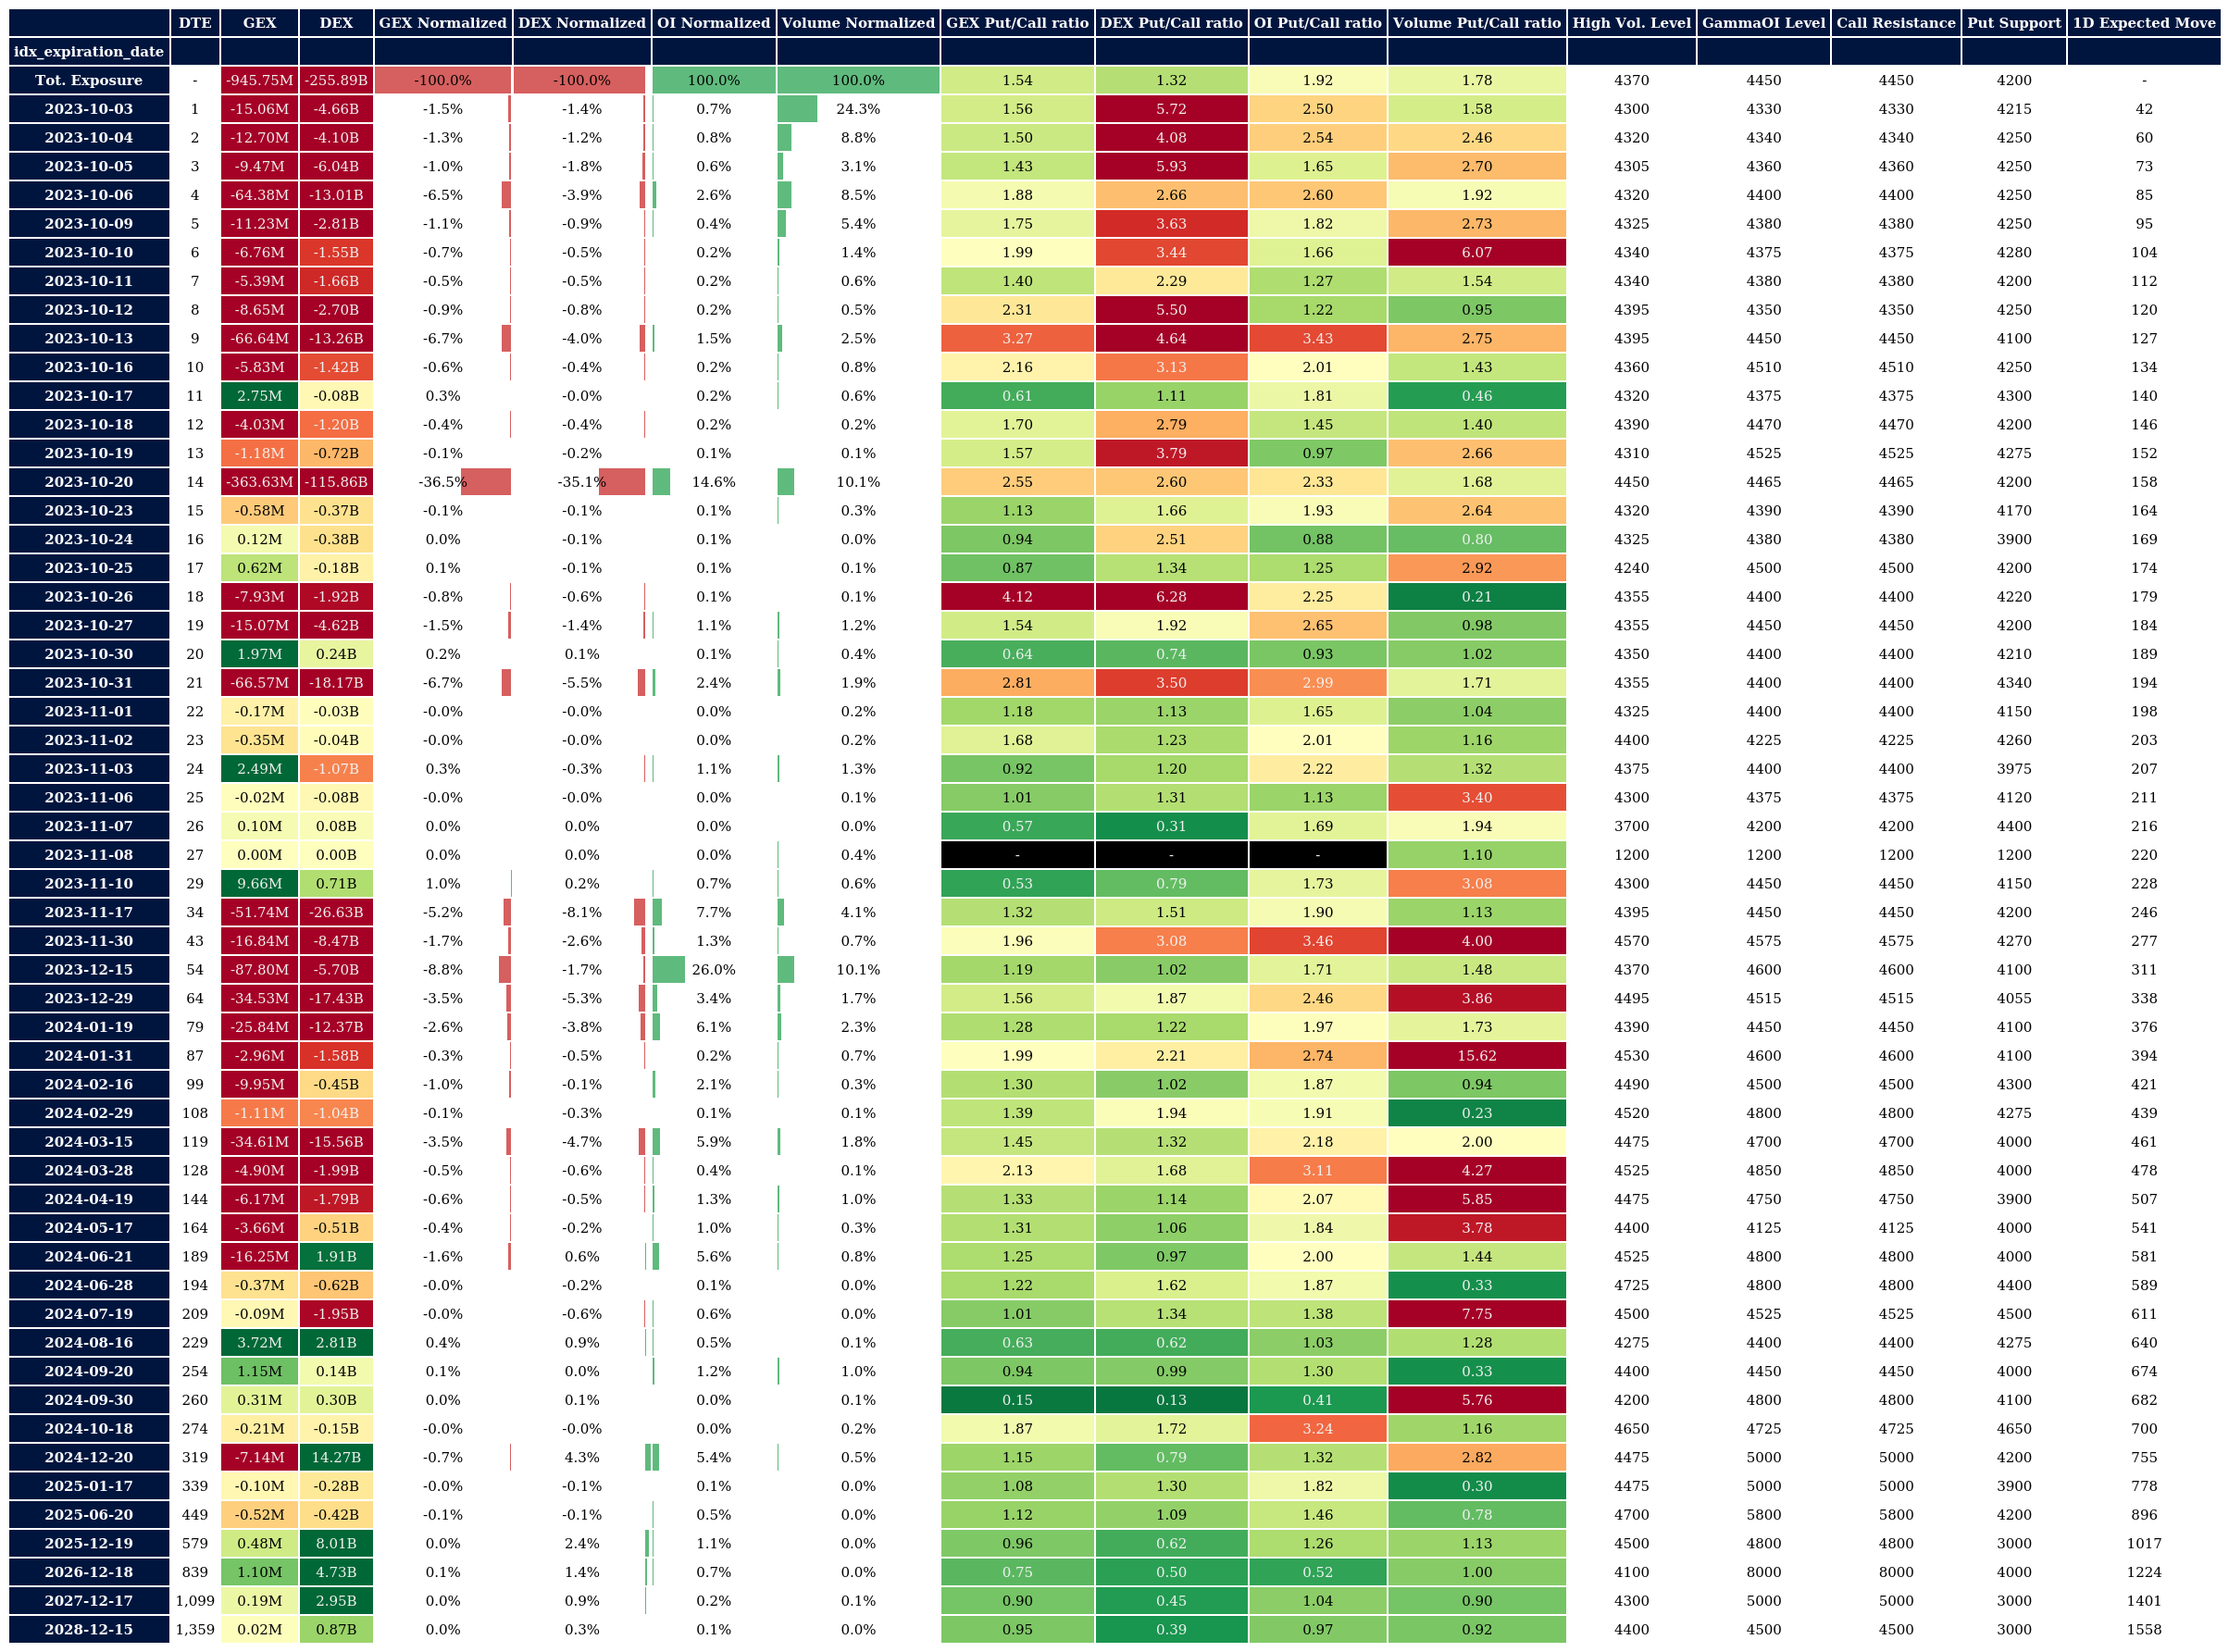 DTE GEX DEX GEX Normalized DEX Normalized OI Normalized Volume Normalized GEX Put/Call ratio DEX Put/Call ratio OI Put/Call ratio Volume Put/Call ratio High Vol. Level GammaOI Level Call Resistance Put Support 1D Expected Move
idx_expiration_date
Tot. Exposure - -945.75M -255.89B -100.0% -100.0% 100.0% 100.0% 1.54 1.32 1.92 1.78 4370 4450 4450 4200 -
2023-10-03 1 -15.06M -4.66B -1.5% -1.4% 0.7% 24.3% 1.56 5.72 2.50 1.58 4300 4330 4330 4215 42
2023-10-04 2 -12.70M -4.10B -1.3% -1.2% 0.8% 8.8% 1.50 4.08 2.54 2.46 4320 4340 4340 4250 60
2023-10-05 3 -9.47M -6.04B -1.0% -1.8% 0.6% 3.1% 1.43 5.93 1.65 2.70 4305 4360 4360 4250 73
2023-10-06 4 -64.38M -13.01B -6.5% -3.9% 2.6% 8.5% 1.88 2.66 2.60 1.92 4320 4400 4400 4250 85
2023-10-09 5 -11.23M -2.81B -1.1% -0.9% 0.4% 5.4% 1.75 3.63 1.82 2.73 4325 4380 4380 4250 95
2023-10-10 6 -6.76M -1.55B -0.7% -0.5% 0.2% 1.4% 1.99 3.44 1.66 6.07 4340 4375 4375 4280 104
2023-10-11 7 -5.39M -1.66B -0.5% -0.5% 0.2% 0.6% 1.40 2.29 1.27 1.54 4340 4380 4380 4200 112
2023-10-12 8 -8.65M -2.70B -0.9% -0.8% 0.2% 0.5% 2.31 5.50 1.22 0.95 4395 4350 4350 4250 120
2023-10-13 9 -66.64M -13.26B -6.7% -4.0% 1.5% 2.5% 3.27 4.64 3.43 2.75 4395 4450 4450 4100 127
2023-10-16 10 -5.83M -1.42B -0.6% -0.4% 0.2% 0.8% 2.16 3.13 2.01 1.43 4360 4510 4510 4250 134
2023-10-17 11 2.75M -0.08B 0.3% -0.0% 0.2% 0.6% 0.61 1.11 1.81 0.46 4320 4375 4375 4300 140
2023-10-18 12 -4.03M -1.20B -0.4% -0.4% 0.2% 0.2% 1.70 2.79 1.45 1.40 4390 4470 4470 4200 146
2023-10-19 13 -1.18M -0.72B -0.1% -0.2% 0.1% 0.1% 1.57 3.79 0.97 2.66 4310 4525 4525 4275 152
2023-10-20 14 -363.63M -115.86B -36.5% -35.1% 14.6% 10.1% 2.55 2.60 2.33 1.68 4450 4465 4465 4200 158
2023-10-23 15 -0.58M -0.37B -0.1% -0.1% 0.1% 0.3% 1.13 1.66 1.93 2.64 4320 4390 4390 4170 164
2023-10-24 16 0.12M -0.38B 0.0% -0.1% 0.1% 0.0% 0.94 2.51 0.88 0.80 4325 4380 4380 3900 169
2023-10-25 17 0.62M -0.18B 0.1% -0.1% 0.1% 0.1% 0.87 1.34 1.25 2.92 4240 4500 4500 4200 174
2023-10-26 18 -7.93M -1.92B -0.8% -0.6% 0.1% 0.1% 4.12 6.28 2.25 0.21 4355 4400 4400 4220 179
2023-10-27 19 -15.07M -4.62B -1.5% -1.4% 1.1% 1.2% 1.54 1.92 2.65 0.98 4355 4450 4450 4200 184
2023-10-30 20 1.97M 0.24B 0.2% 0.1% 0.1% 0.4% 0.64 0.74 0.93 1.02 4350 4400 4400 4210 189
2023-10-31 21 -66.57M -18.17B -6.7% -5.5% 2.4% 1.9% 2.81 3.50 2.99 1.71 4355 4400 4400 4340 194
2023-11-01 22 -0.17M -0.03B -0.0% -0.0% 0.0% 0.2% 1.18 1.13 1.65 1.04 4325 4400 4400 4150 198
2023-11-02 23 -0.35M -0.04B -0.0% -0.0% 0.0% 0.2% 1.68 1.23 2.01 1.16 4400 4225 4225 4260 203
2023-11-03 24 2.49M -1.07B 0.3% -0.3% 1.1% 1.3% 0.92 1.20 2.22 1.32 4375 4400 4400 3975 207
2023-11-06 25 -0.02M -0.08B -0.0% -0.0% 0.0% 0.1% 1.01 1.31 1.13 3.40 4300 4375 4375 4120 211
2023-11-07 26 0.10M 0.08B 0.0% 0.0% 0.0% 0.0% 0.57 0.31 1.69 1.94 3700 4200 4200 4400 216
2023-11-08 27 0.00M 0.00B 0.0% 0.0% 0.0% 0.4% - - - 1.10 1200 1200 1200 1200 220
2023-11-10 29 9.66M 0.71B 1.0% 0.2% 0.7% 0.6% 0.53 0.79 1.73 3.08 4300 4450 4450 4150 228
2023-11-17 34 -51.74M -26.63B -5.2% -8.1% 7.7% 4.1% 1.32 1.51 1.90 1.13 4395 4450 4450 4200 246
2023-11-30 43 -16.84M -8.47B -1.7% -2.6% 1.3% 0.7% 1.96 3.08 3.46 4.00 4570 4575 4575 4270 277
2023-12-15 54 -87.80M -5.70B -8.8% -1.7% 26.0% 10.1% 1.19 1.02 1.71 1.48 4370 4600 4600 4100 311
2023-12-29 64 -34.53M -17.43B -3.5% -5.3% 3.4% 1.7% 1.56 1.87 2.46 3.86 4495 4515 4515 4055 338
2024-01-19 79 -25.84M -12.37B -2.6% -3.8% 6.1% 2.3% 1.28 1.22 1.97 1.73 4390 4450 4450 4100 376
2024-01-31 87 -2.96M -1.58B -0.3% -0.5% 0.2% 0.7% 1.99 2.21 2.74 15.62 4530 4600 4600 4100 394
2024-02-16 99 -9.95M -0.45B -1.0% -0.1% 2.1% 0.3% 1.30 1.02 1.87 0.94 4490 4500 4500 4300 421
2024-02-29 108 -1.11M -1.04B -0.1% -0.3% 0.1% 0.1% 1.39 1.94 1.91 0.23 4520 4800 4800 4275 439
2024-03-15 119 -34.61M -15.56B -3.5% -4.7% 5.9% 1.8% 1.45 1.32 2.18 2.00 4475 4700 4700 4000 461
2024-03-28 128 -4.90M -1.99B -0.5% -0.6% 0.4% 0.1% 2.13 1.68 3.11 4.27 4525 4850 4850 4000 478
2024-04-19 144 -6.17M -1.79B -0.6% -0.5% 1.3% 1.0% 1.33 1.14 2.07 5.85 4475 4750 4750 3900 507
2024-05-17 164 -3.66M -0.51B -0.4% -0.2% 1.0% 0.3% 1.31 1.06 1.84 3.78 4400 4125 4125 4000 541
2024-06-21 189 -16.25M 1.91B -1.6% 0.6% 5.6% 0.8% 1.25 0.97 2.00 1.44 4525 4800 4800 4000 581
2024-06-28 194 -0.37M -0.62B -0.0% -0.2% 0.1% 0.0% 1.22 1.62 1.87 0.33 4725 4800 4800 4400 589
2024-07-19 209 -0.09M -1.95B -0.0% -0.6% 0.6% 0.0% 1.01 1.34 1.38 7.75 4500 4525 4525 4500 611
2024-08-16 229 3.72M 2.81B 0.4% 0.9% 0.5% 0.1% 0.63 0.62 1.03 1.28 4275 4400 4400 4275 640
2024-09-20 254 1.15M 0.14B 0.1% 0.0% 1.2% 1.0% 0.94 0.99 1.30 0.33 4400 4450 4450 4000 674
2024-09-30 260 0.31M 0.30B 0.0% 0.1% 0.0% 0.1% 0.15 0.13 0.41 5.76 4200 4800 4800 4100 682
2024-10-18 274 -0.21M -0.15B -0.0% -0.0% 0.0% 0.2% 1.87 1.72 3.24 1.16 4650 4725 4725 4650 700
2024-12-20 319 -7.14M 14.27B -0.7% 4.3% 5.4% 0.5% 1.15 0.79 1.32 2.82 4475 5000 5000 4200 755
2025-01-17 339 -0.10M -0.28B -0.0% -0.1% 0.1% 0.0% 1.08 1.30 1.82 0.30 4475 5000 5000 3900 778
2025-06-20 449 -0.52M -0.42B -0.1% -0.1% 0.5% 0.0% 1.12 1.09 1.46 0.78 4700 5800 5800 4200 896
2025-12-19 579 0.48M 8.01B 0.0% 2.4% 1.1% 0.0% 0.96 0.62 1.26 1.13 4500 4800 4800 3000 1017
2026-12-18 839 1.10M 4.73B 0.1% 1.4% 0.7% 0.0% 0.75 0.50 0.52 1.00 4100 8000 8000 4000 1224
2027-12-17 1,099 0.19M 2.95B 0.0% 0.9% 0.2% 0.1% 0.90 0.45 1.04 0.90 4300 5000 5000 3000 1401
2028-12-15 1,359 0.02M 0.87B 0.0% 0.3% 0.1% 0.0% 0.95 0.39 0.97 0.92 4400 4500 4500 3000 1558